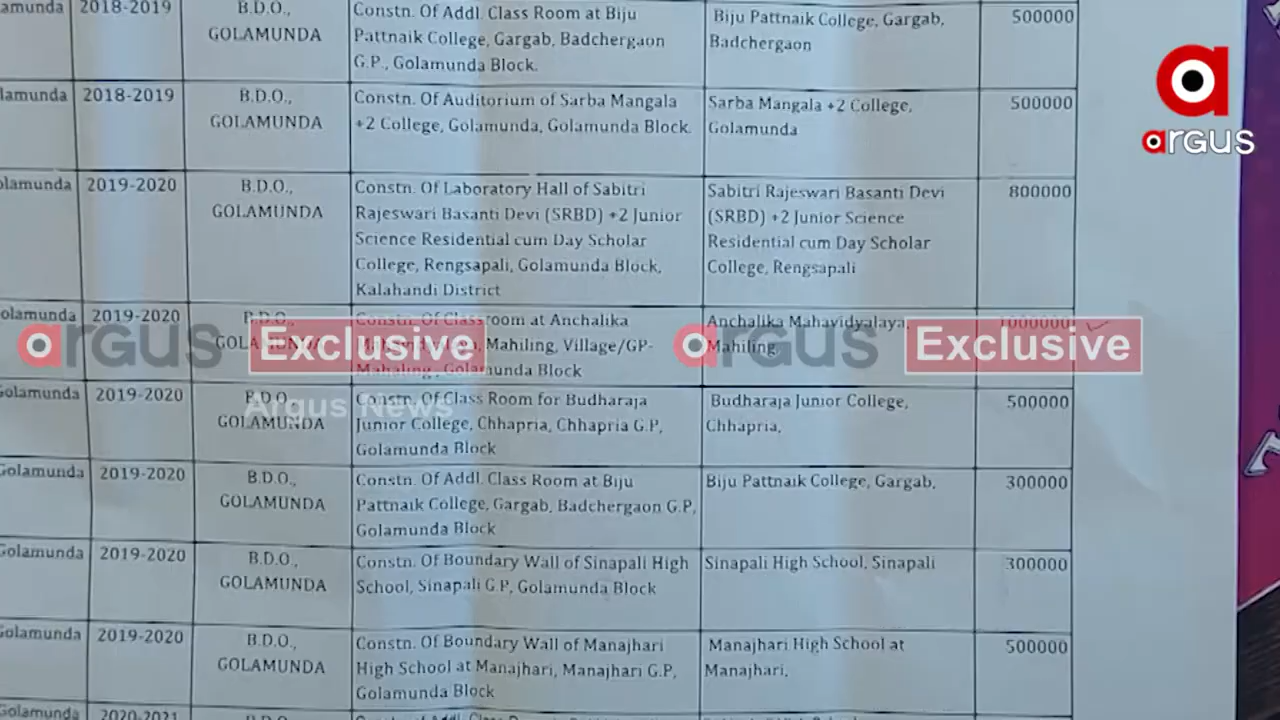 2018-2019
B.D.O.,
GOLAMUNDA
Constn. Of Addl. Class Room at Biju
Pattnaik College, Gargab, Badchergaon
G.P., Golamunda Block.
Biju Pattnaik College, Gargab,
Badchergaon
500000
lamunda
2018-2019
B.D.O.,
GOLAMUNDA
Constn. Of Auditorium of Sarba Mangala
+2 College, Golamunda, Golamunda Block.
Sarba Mangala +2 College,
Golamunda
500000
olamunda
2019-2020
B.D.O.,
GOLAMUNDA
Constn. Of Laboratory Hall of Sabitri
Rajeswari Basanti Devi (SRBD) +2 Junior
Science Residential cum Day Scholar
College, Rengsapali, Golamunda Block,
Kalahandi District
Sabitri Rajeswari Basanti Devi
(SRBD) +2 Junior Science
Residential cum Day Scholar
College, Rengsapali
800000
olamunda
2019-2020
B.D.O.,
GOLAMUNDA
Constn. Of Classroom at Anchalika
Mahiling, Village/GP-
Mahaling, Golamunda Block
Anchalika Mahavidyalaya,
Mahiling,
1000000
Golamunda
2019-2020
B.D.O.,
GOLAMUNDA
Constn. Of Class Room for Budharaja
Junior College, Chhapria, Chhapria G.P,
Golamunda Block
Budharaja Junior College,
Chhapria,
500000
Golamunda
2019-2020
B.D.O.,
GOLAMUNDA
Constn. Of Addl. Class Room at Biju
Pattnaik College, Gargab, Badchergaon G.P,
Golamunda Block
Biju Pattnaik College, Gargab,
300000
Golamunda
2019-2020
B.D.O.,
GOLAMUNDA
Constn. Of Boundary Wall of Sinapali High
School, Sinapali G.P, Golamunda Block
Sinapali High School, Sinapali
300000
Golamunda
2019-2020
B.D.O.,
GOLAMUNDA
Constn. Of Boundary Wall of Manajhari
High School at Manajhari, Manajhari G.P,
Golamunda Block
Manajhari High School at
Manajhari,
500000
Golamunda
2020-2021
B.D.O.,
argus
argus Exclusive
argus Exclusive
Argus News